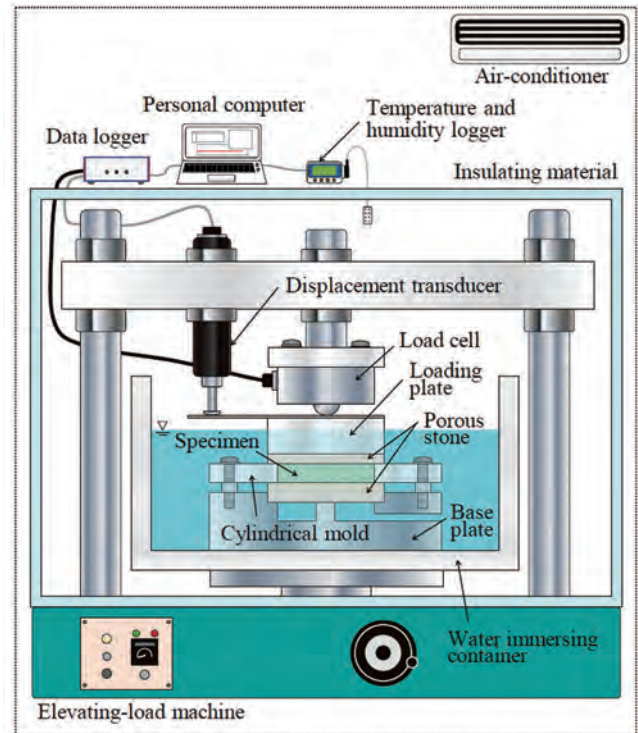 Air-conditioner
Personal computer
Temperature and
humidity logger
Data logger
Insulating material
Displacement transducer
Load cell
Loading
plate
Porous
stone
Specimen
Cylindrical mold
Base
plate
Water immersing
container
Elevating-load machine